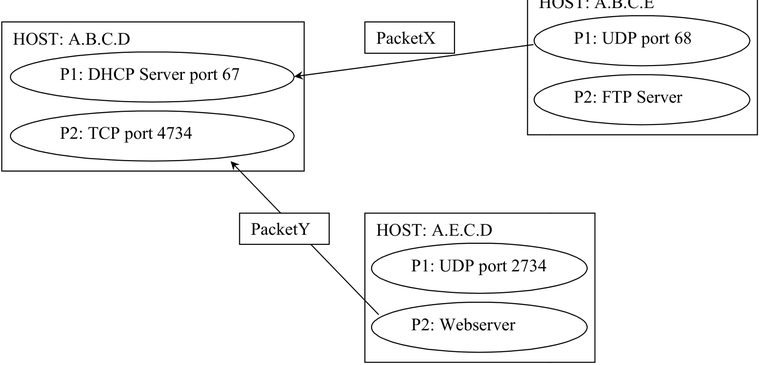 HOST: A.B.C.D
P1: DHCP Server port 67
P2: TCP port 4734
PacketX
HOST: A.B.C.E
P1: UDP port 68
P2: FTP Server
PacketY
HOST: A.E.C.D
P1: UDP port 2734
P2: Webserver